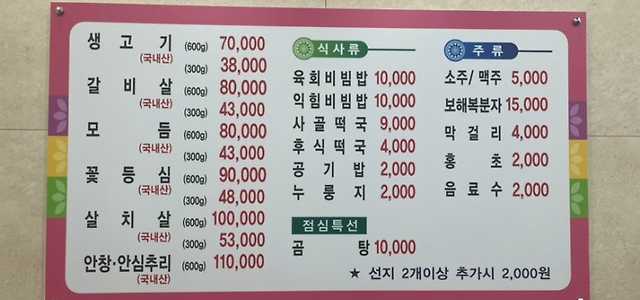 생고기 (600g) 70,000
(국내산) (300g) 38,000
갈비살 (600g) 80,000
(국내산) (300g) 43,000
모듬 (600g) 80,000
(국내산) (300g) 43,000
꽃등심 (600g) 90,000
(국내산) (300g) 48,000
살치살 (600g) 100,000
(국내산) (300g) 53,000
안창·안심추리 (600g) 110,000
(국내산)
식사류
육회비빔밥 10,000
익힘비빔밥 10,000
사골떡국 9,000
후식떡국 4,000
공기밥 2,000
누룽지 2,000
점심특선
곰탕 10,000
주류
소주/맥주 5,000
보해복분자 15,000
막걸리 4,000
홍초 2,000
음료수 2,000
★ 선지 2개이상 추가시 2,000원